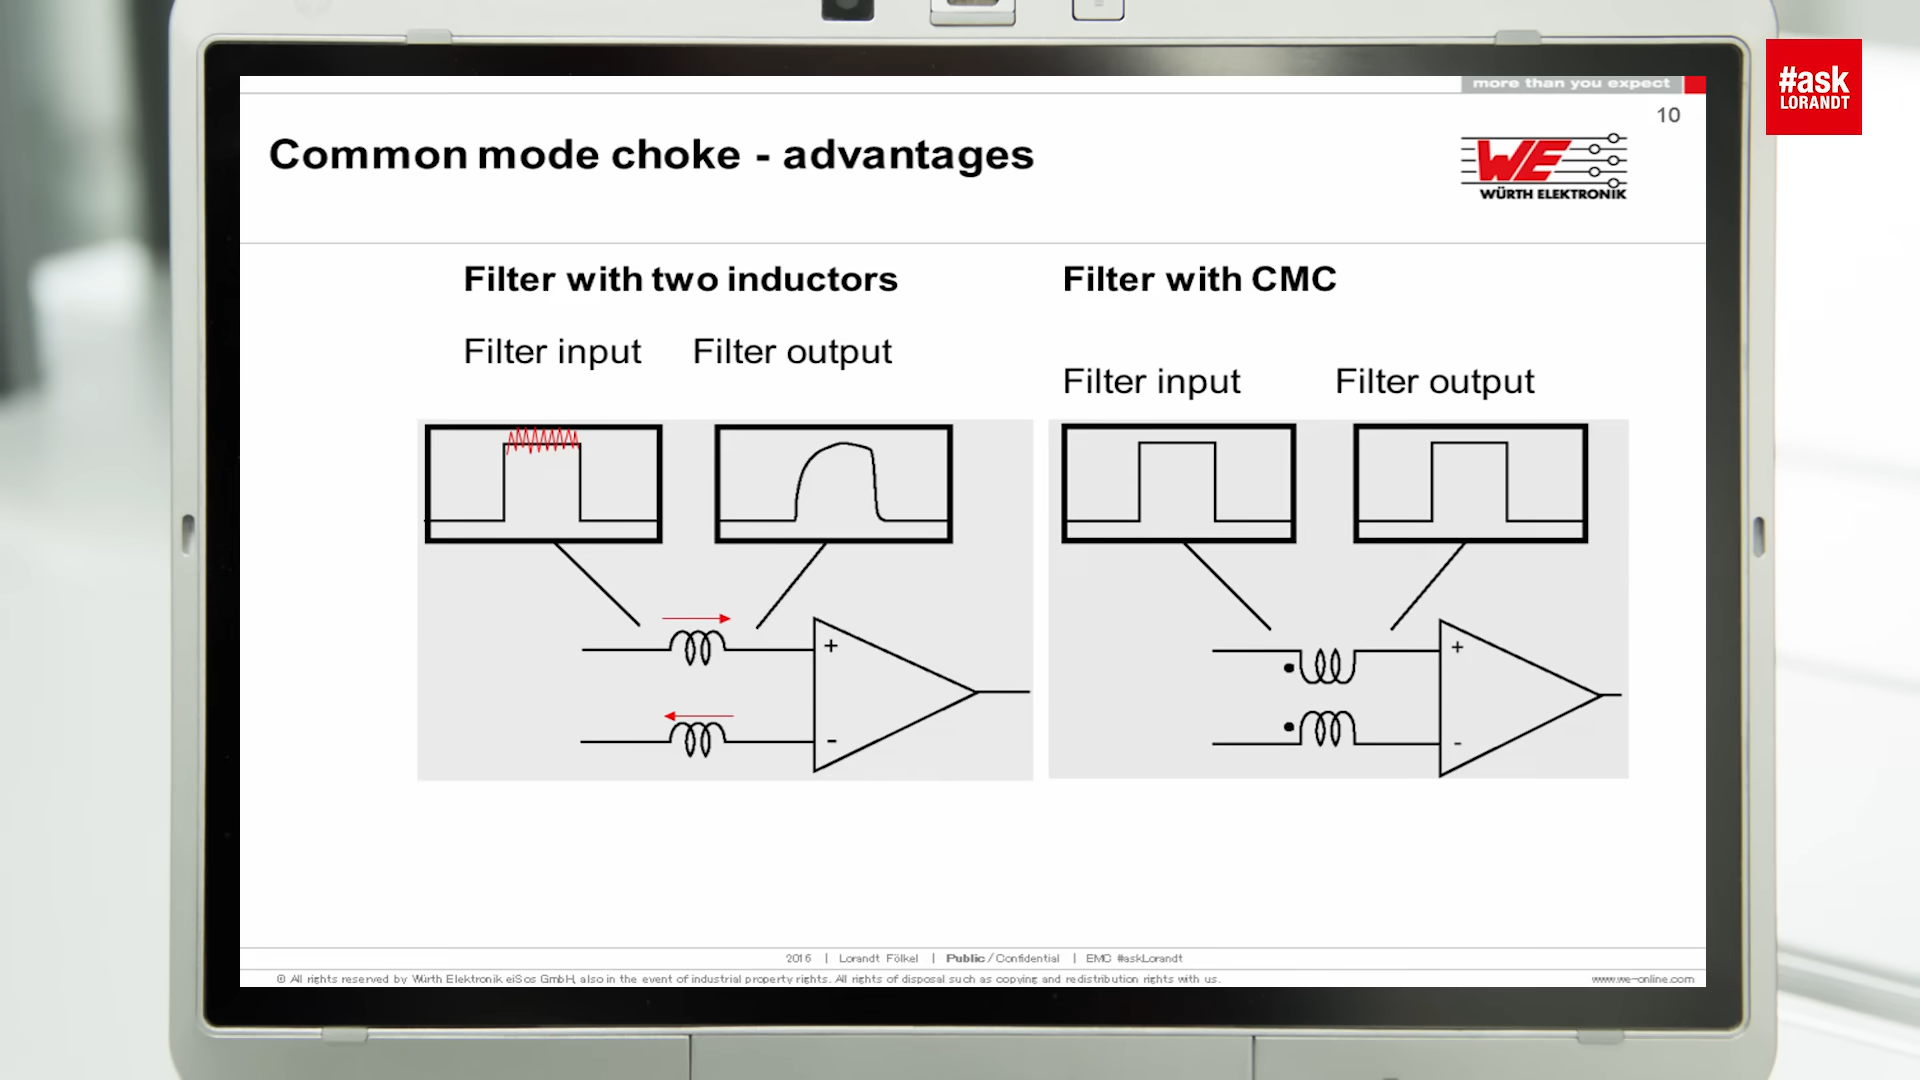 #ask
LORANDT
more than you expect
10
Common mode choke - advantages
WE
WÜRTH ELEKTRONIK
Filter with two inductors
Filter with CMC
Filter input
Filter output
Filter input
Filter output
+
-
+
-
2016 | Lorandt Fölkel | Public / Confidential | EMC #askLorandt
© All rights reserved by Würth Elektronik eiSos GmbH, also in the event of industrial property rights. All rights of disposal such as copying and redistribution rights with us.
www.we-online.com